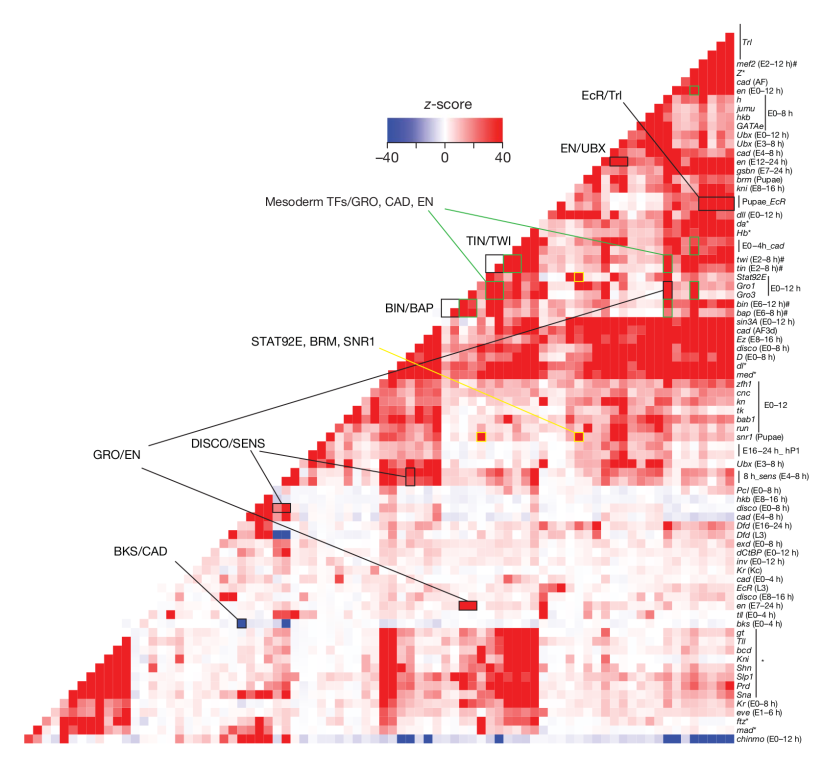 Trl
mef2 (E2–12 h)#
Z*
cad (AF)
en (E0–12 h)
h
jumu
hkb
GATAe
E0–8 h
Ubx (E0–12 h)
Ubx (E3–8 h)
cad (E4–8 h)
en (E12–24 h)
gsbn (E7–24 h)
brm (Pupae)
kni (E8–16 h)
Pupae_EcR
dll (E0–12 h)
da*
Hb*
E0–4h_cad
twi (E2–8 h)#
tin (E2–8 h)#
Stat92E
Gro1
Gro3
E0–12 h
bin (E6–12 h)#
bap (E6–8 h)#
sin3A (E0–12 h)
cad (AF3d)
Ez (E8–16 h)
disco (E0–8 h)
D (E0–8 h)
dl*
med*
zfh1
cnc
kn
tk
bab1
run
E0–12
snr1 (Pupae)
E16–24 h_ hP1
Ubx (E3–8 h)
8 h_sens (E4–8 h)
Pcl (E0–8 h)
hkb (E8–16 h)
disco (E0–8 h)
cad (E4–8 h)
Dfd (E16–24 h)
Dfd (L3)
exd (E0–8 h)
dCtBP (E0–12 h)
inv (E0–12 h)
Kr (Kc)
cad (E0–4 h)
EcR (L3)
disco (E8–16 h)
en (E7–24 h)
til (E0–4 h)
bks (E0–4 h)
gt
Tll
bcd
Kni
Shn
Slp1
Prd
Sna
*
Kr (E0–8 h)
eve (E1–6 h)
ftz*
mad*
chinmo (E0–12 h)
z-score
–40
0
40
EcR/Trl
EN/UBX
Mesoderm TFs/GRO, CAD, EN
TIN/TWI
BIN/BAP
STAT92E, BRM, SNR1
GRO/EN
DISCO/SENS
BKS/CAD